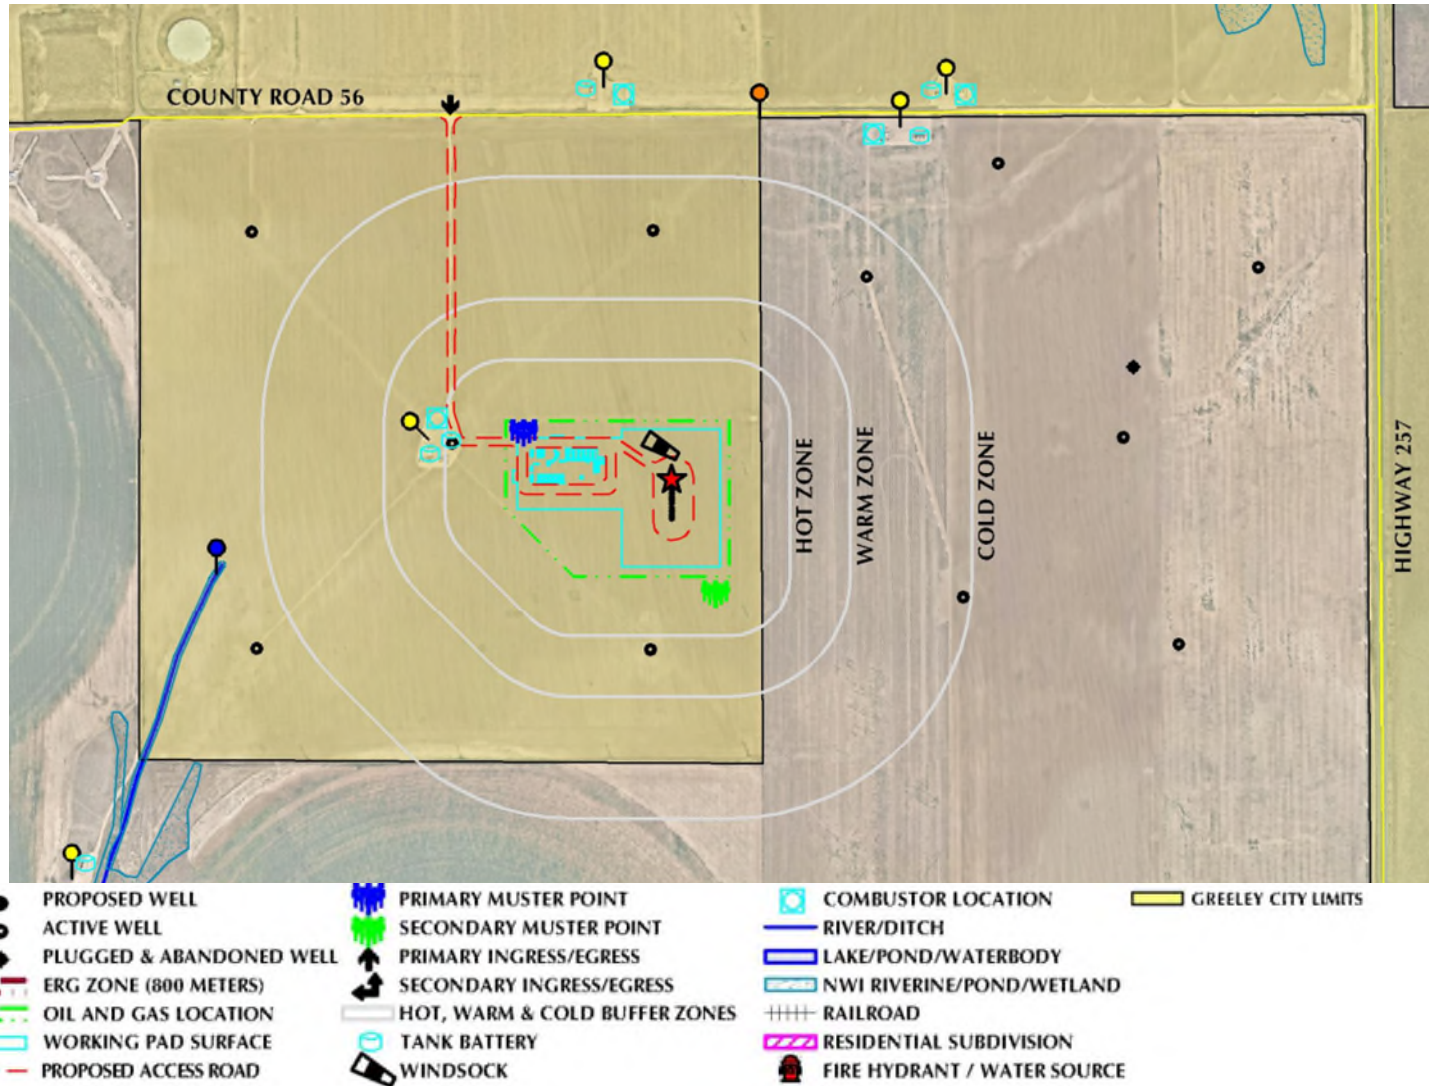 COUNTY ROAD 56
HOT ZONE
WARM ZONE
COLD ZONE
HIGHWAY 257
PROPOSED WELL
ACTIVE WELL
PLUGGED & ABANDONED WELL
ERG ZONE (800 METERS)
OIL AND GAS LOCATION
WORKING PAD SURFACE
PROPOSED ACCESS ROAD
PRIMARY MUSTER POINT
SECONDARY MUSTER POINT
PRIMARY INGRESS/EGRESS
SECONDARY INGRESS/EGRESS
HOT, WARM & COLD BUFFER ZONES
TANK BATTERY
WINDSOCK
COMBUSTOR LOCATION
RIVER/DITCH
LAKE/POND/WATERBODY
NWI RIVERINE/POND/WETLAND
RAILROAD
RESIDENTIAL SUBDIVISION
FIRE HYDRANT / WATER SOURCE
GREELEY CITY LIMITS